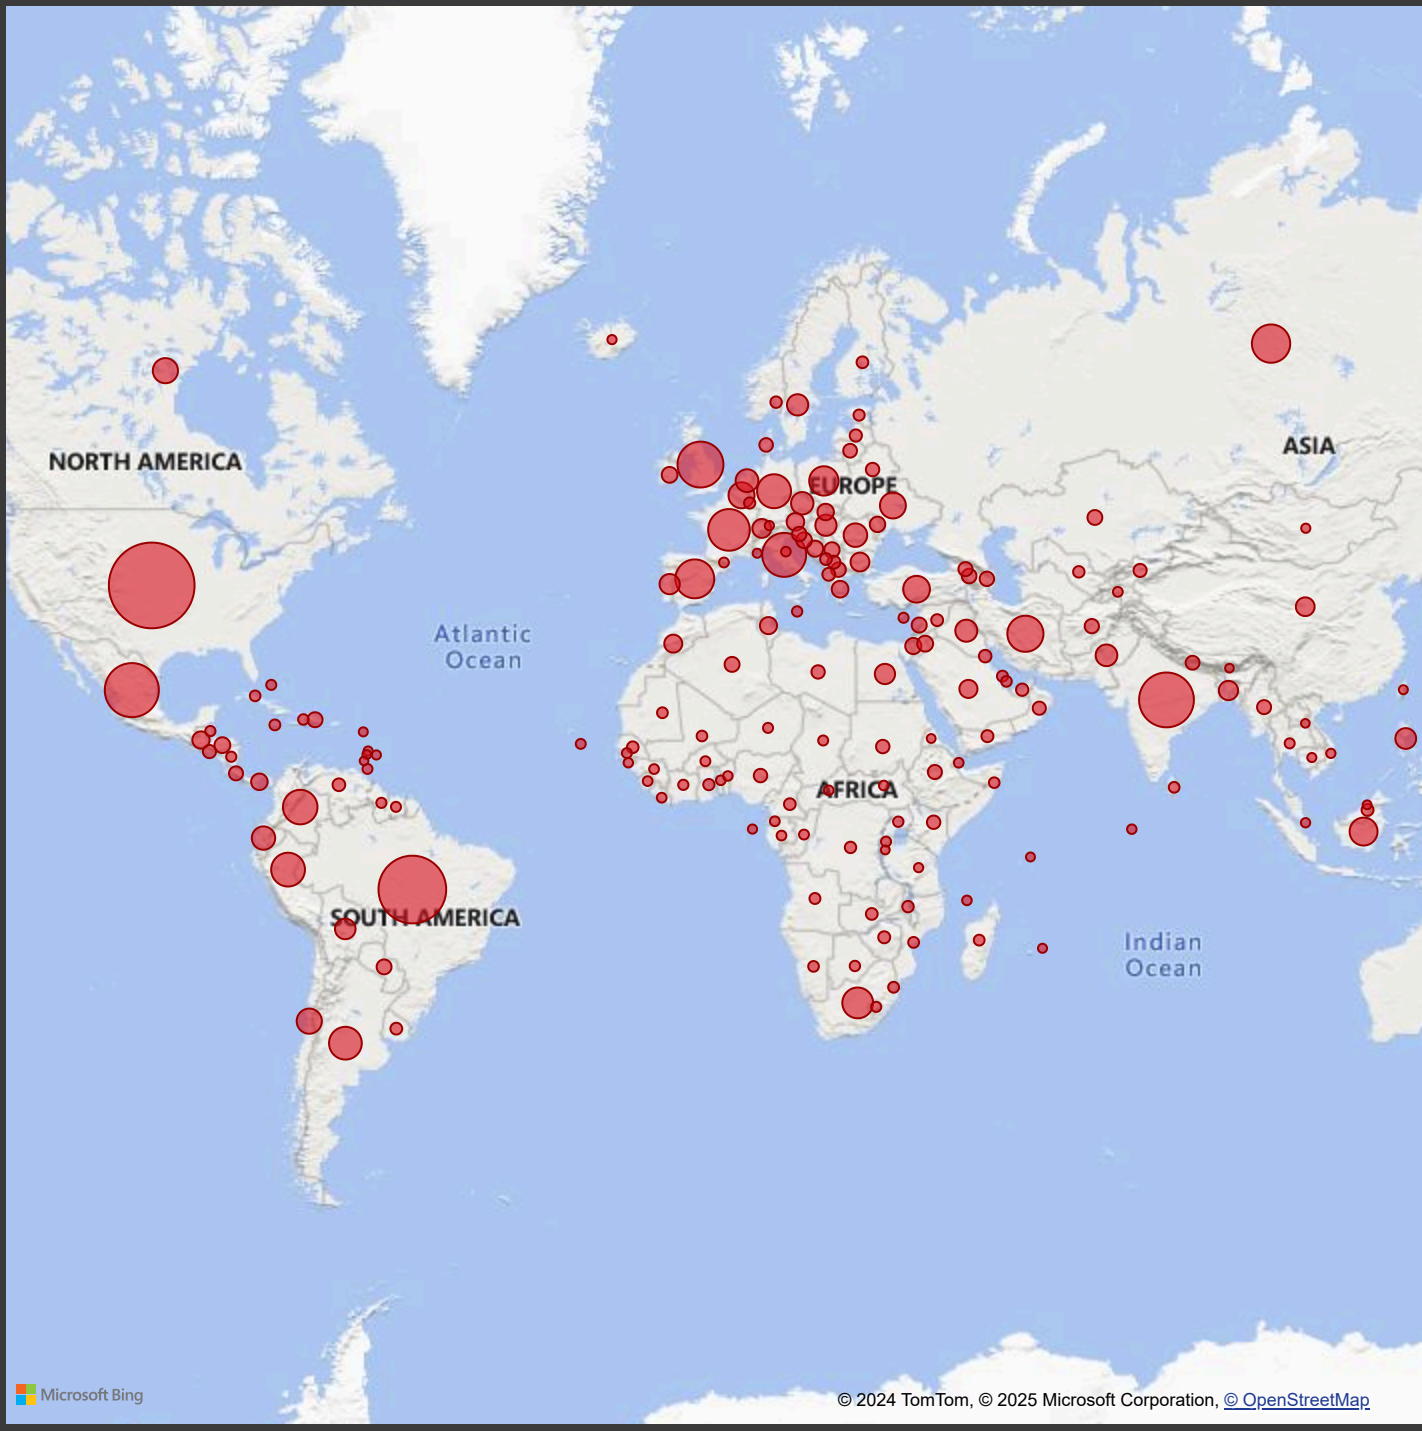 NORTH AMERICA
ASIA
EUROPE
Atlantic
Ocean
AFRICA
SOUTH AMERICA
Indian
Ocean
Microsoft Bing
© 2024 TomTom, © 2025 Microsoft Corporation, © OpenStreetMap